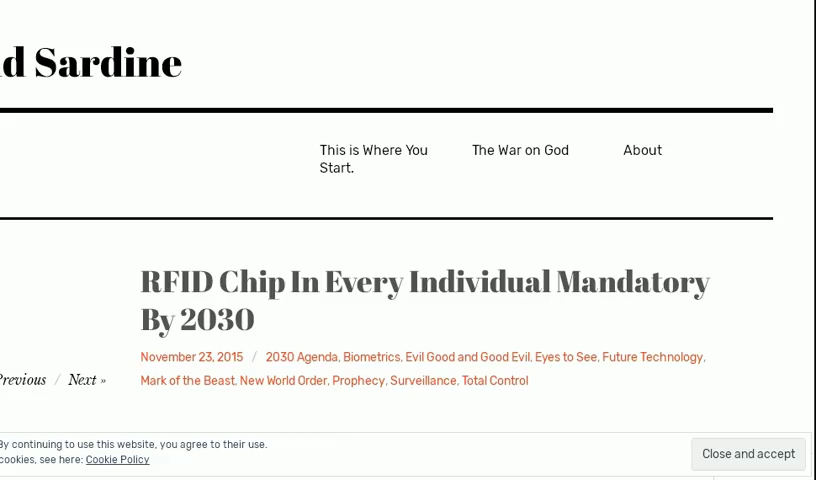 d Sardine
This is Where You
Start.
The War on God
About
RFID Chip In Every Individual Mandatory
By 2030
November 23, 2015 / 2030 Agenda, Biometrics, Evil Good and Good Evil, Eyes to See, Future Technology,
Mark of the Beast, New World Order, Prophecy, Surveillance, Total Control
Previous / Next »
By continuing to use this website, you agree to their use.
cookies, see here: Cookie Policy
Close and accept